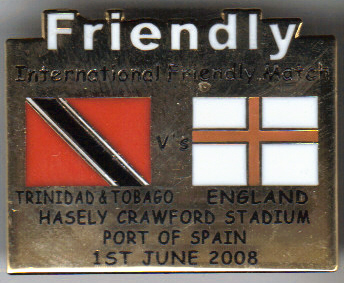 Friendly
International Friendly Match
V's
TRINIDAD & TOBAGO ENGLAND
HASELY CRAWFORD STADIUM
PORT OF SPAIN
1ST JUNE 2008